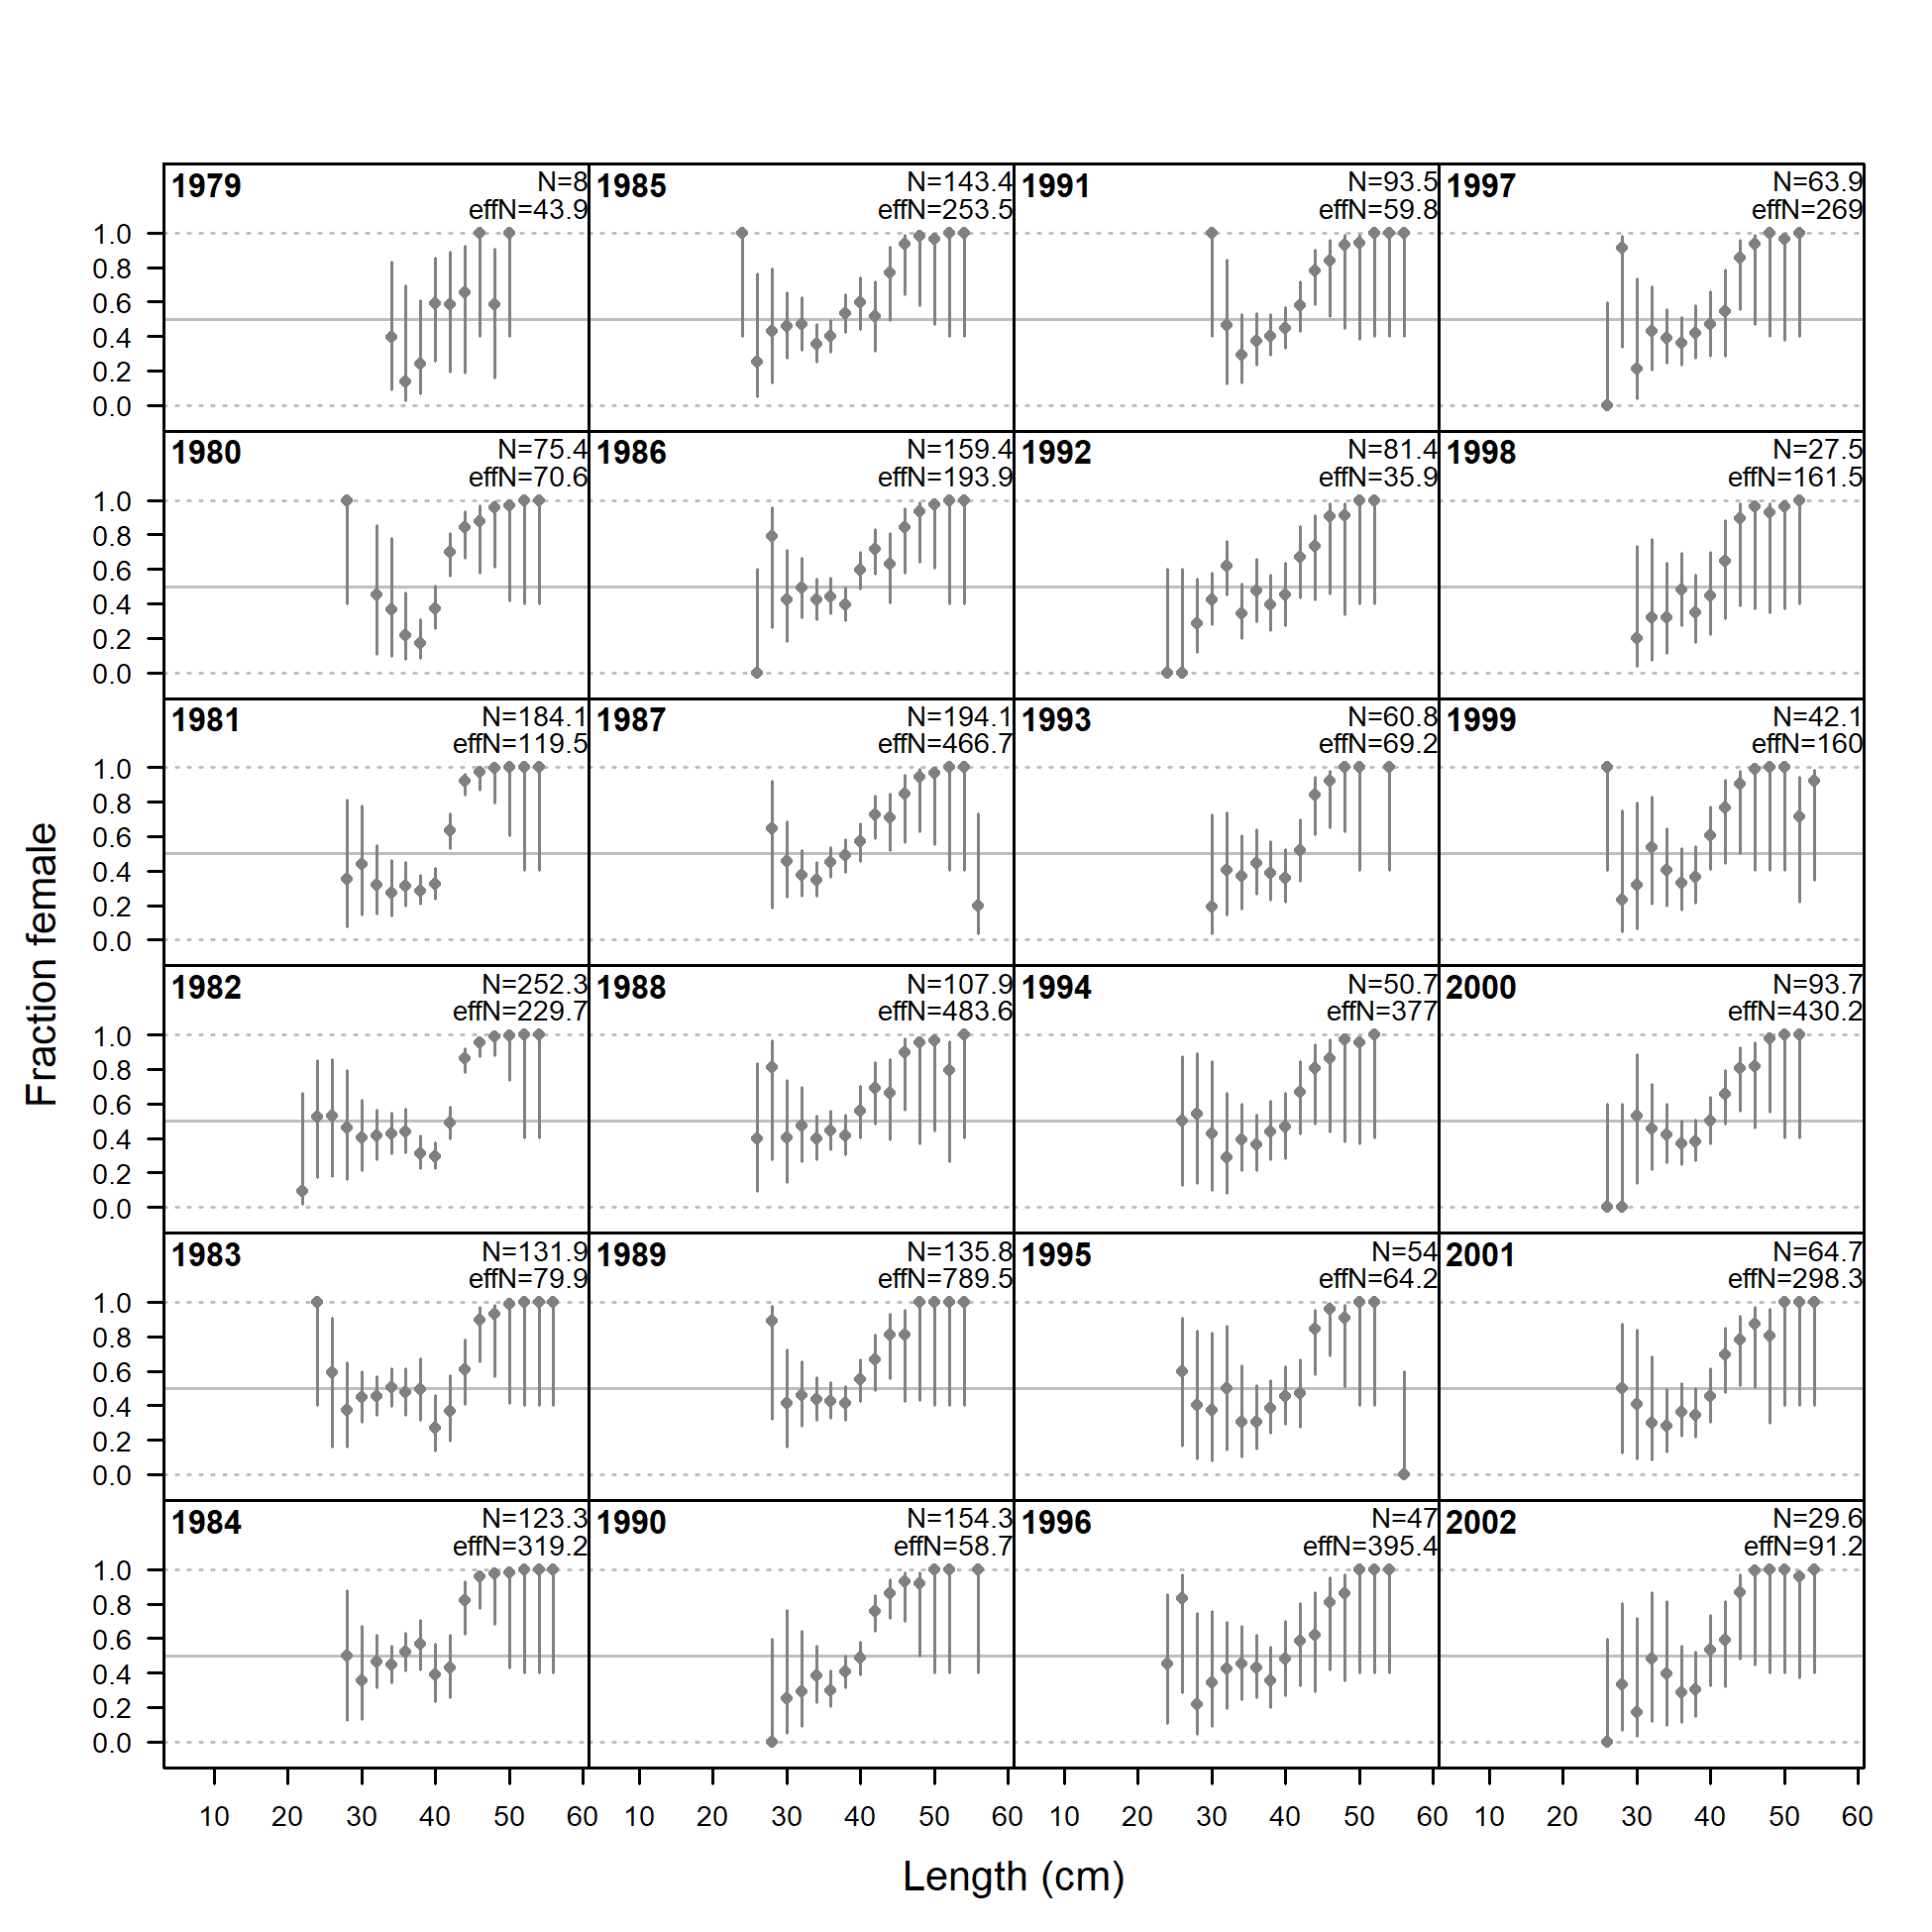 1979 N=8 1985 N=143.4 1991 N=93.5 1997 N=63.9
effN=43.9 effN=253.5 effN=59.8 effN=269
1.0
0.8
0.6
0.4
0.2
0.0
1980 N=75.4 1986 N=159.4 1992 N=81.4 1998 N=27.5
effN=70.6 effN=193.9 effN=35.9 effN=161.5
1.0
0.8
0.6
0.4
0.2
0.0
1981 N=184.1 1987 N=194.1 1993 N=60.8 1999 N=42.1
effN=119.5 effN=466.7 effN=69.2 effN=160
1.0
0.8
0.6
0.4
0.2
0.0
Fraction female
1982 N=252.3 1988 N=107.9 1994 N=50.7 2000 N=93.7
effN=229.7 effN=483.6 effN=377 effN=430.2
1.0
0.8
0.6
0.4
0.2
0.0
1983 N=131.9 1989 N=135.8 1995 N=54 2001 N=64.7
effN=79.9 effN=789.5 effN=64.2 effN=298.3
1.0
0.8
0.6
0.4
0.2
0.0
1984 N=123.3 1990 N=154.3 1996 N=47 2002 N=29.6
effN=319.2 effN=58.7 effN=395.4 effN=91.2
1.0
0.8
0.6
0.4
0.2
0.0
10 20 30 40 50 60 10 20 30 40 50 60 10 20 30 40 50 60 10 20 30 40 50 60
Length (cm)